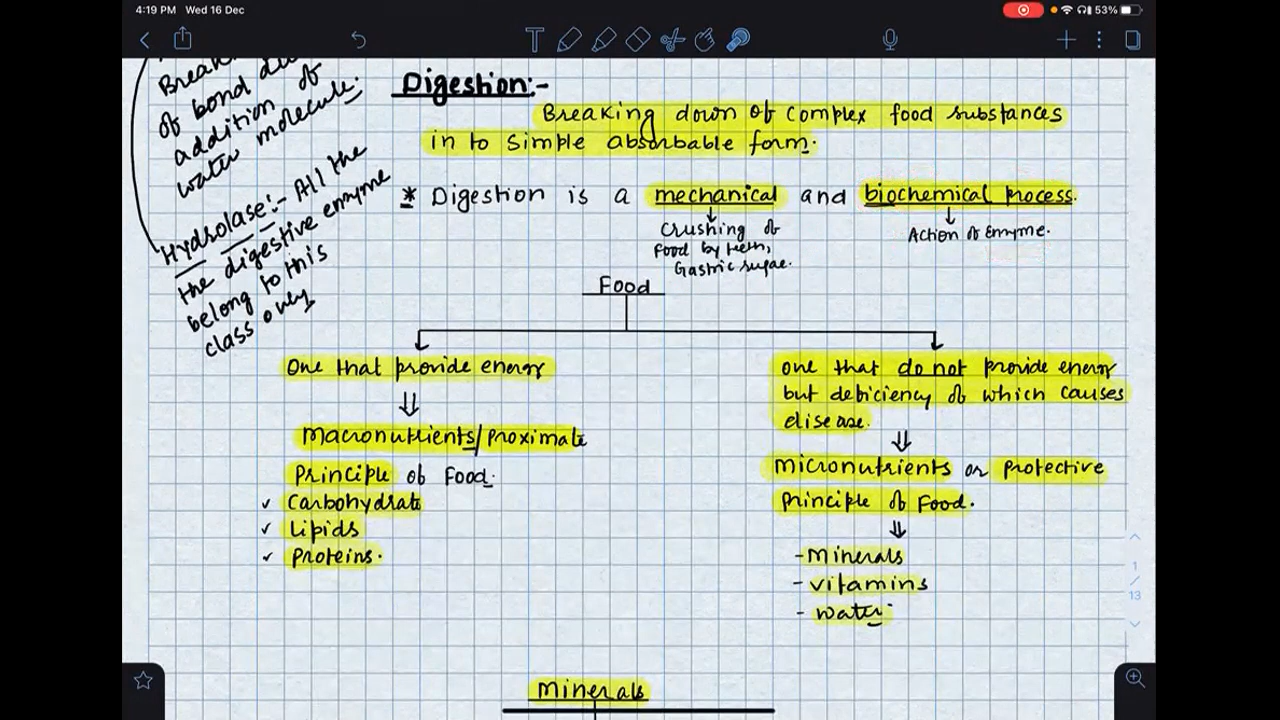 4:19 PM Wed 16 Dec
53%
Digestion:-
Breaking down of complex food substances
in to simple absorbable form.
* Digestion is a mechanical and biochemical process.
Crushing of
Food by teeth,
Gastric
Action of Enzyme.
Break
of bond
addition of
water molecule.
Hydrolase:- All the
the digestive enzyme
belong to this
class only
Food
One that provide energy
Macronutrients/Proximate
Principle of Food.
✓ Carbohydrate
✓ Lipids
✓ Proteins.
one that do not provide energy
but deficiency of which causes
disease.
Micronutrients or protective
principle of Food.
- Minerals
- vitamins
- water
1
/
13
Minerals